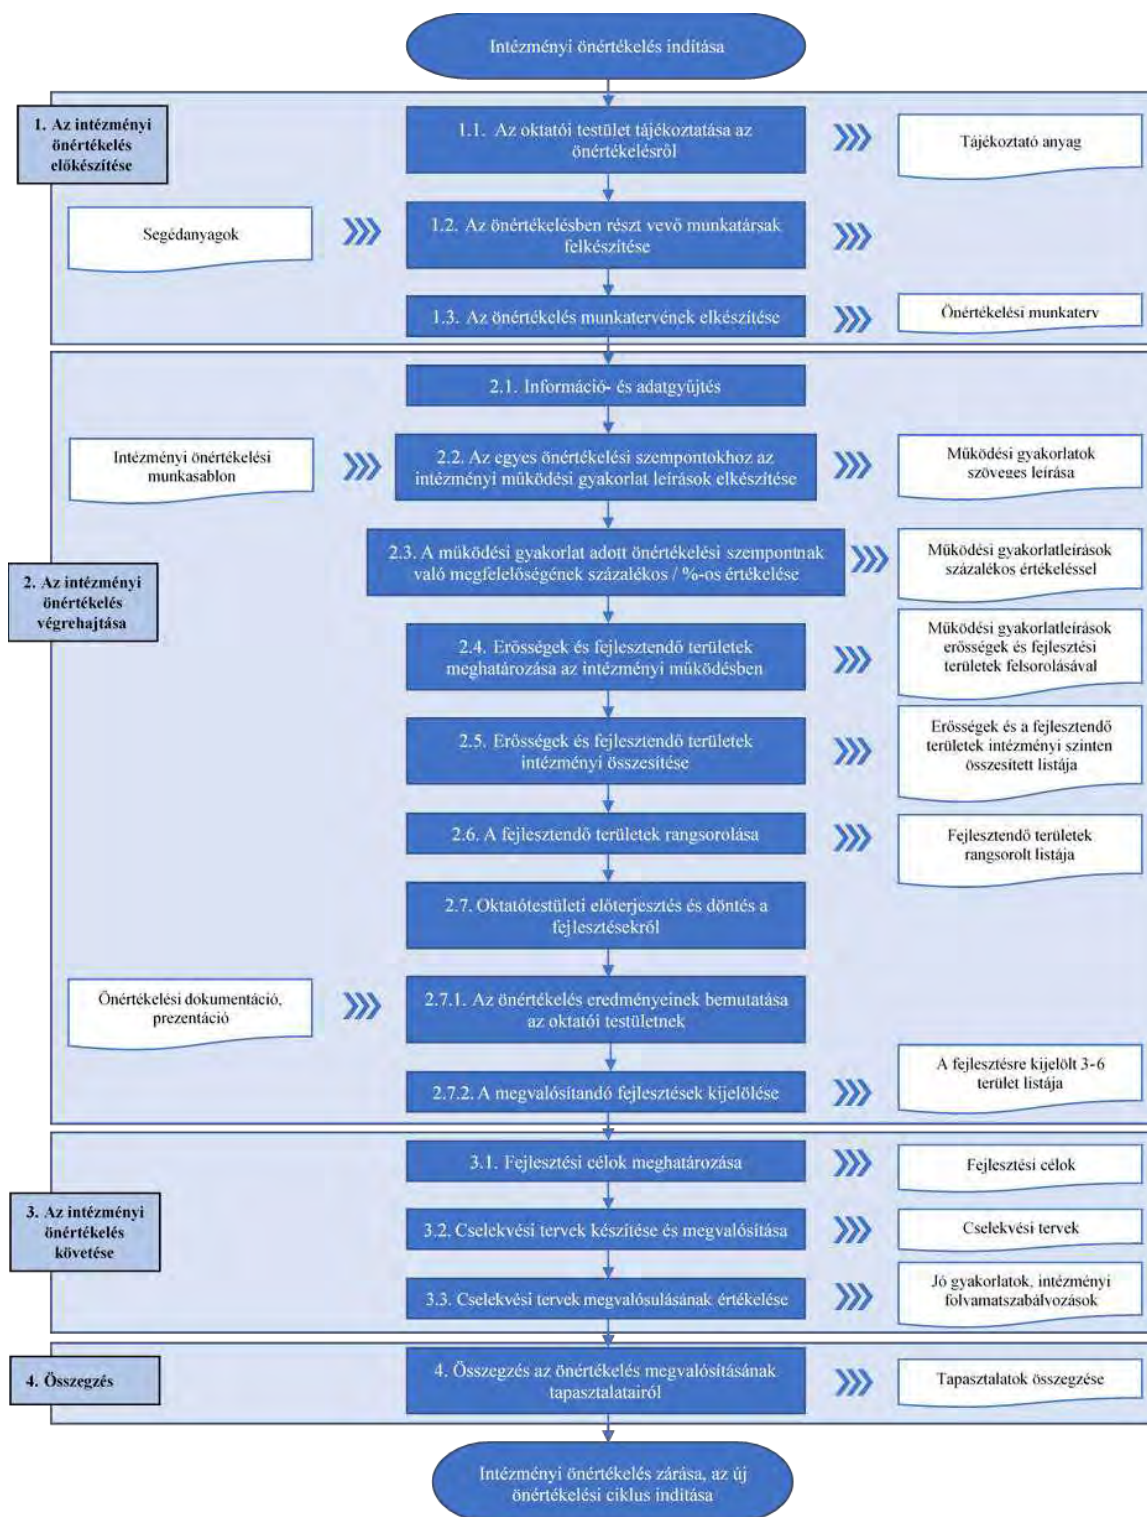 Intézményi önértékelés indítása
1. Az intézményi
önértékelés
előkészítése
1.1. Az oktatói testület tájékoztatása az
önértékelésről
Tájékoztató anyag
Segédanyagok
1.2. Az önértékelésben részt vevő munkatársak
felkészítése
1.3. Az önértékelés munkatervének elkészítése
Önértékelési munkaterv
2. Az intézményi
önértékelés
végrehajtása
2.1. Információ- és adatgyűjtés
Intézményi önértékelési
munkasablon
2.2. Az egyes önértékelési szempontokhoz az
intézményi működési gyakorlat leírások elkészítése
Működési gyakorlatok
szöveges leírása
2.3. A működési gyakorlat adott önértékelési szempontnak
való megfelelőségének százalékos / %-os értékelése
Működési gyakorlatleírások
százalékos értékeléssel
2.4. Erősségek és fejlesztendő területek
meghatározása az intézményi működésben
Működési gyakorlatleírások
erősségek és fejlesztési
területek felsorolásával
2.5. Erősségek és fejlesztendő területek
intézményi összesítése
Erősségek és a fejlesztendő
területek intézményi szinten
összesített listája
2.6. A fejlesztendő területek rangsorolása
Fejlesztendő területek
rangsorolt listája
2.7. Oktatótestületi előterjesztés és döntés a
fejlesztésekről
Önértékelési dokumentáció,
prezentáció
2.7.1. Az önértékelés eredményeinek bemutatása
az oktatói testületnek
2.7.2. A megvalósítandó fejlesztések kijelölése
A fejlesztésre kijelölt 3-6
terület listája
3. Az intézményi
önértékelés
követése
3.1. Fejlesztési célok meghatározása
Fejlesztési célok
3.2. Cselekvési tervek készítése és megvalósítása
Cselekvési tervek
3.3. Cselekvési tervek megvalósulásának értékelése
Jó gyakorlatok, intézményi
folyamatszabályozások
4. Összegzés
4. Összegzés az önértékelés megvalósításának
tapasztalatairól
Tapasztalatok összegzése
Intézményi önértékelés zárása, az új
önértékelési ciklus indítása